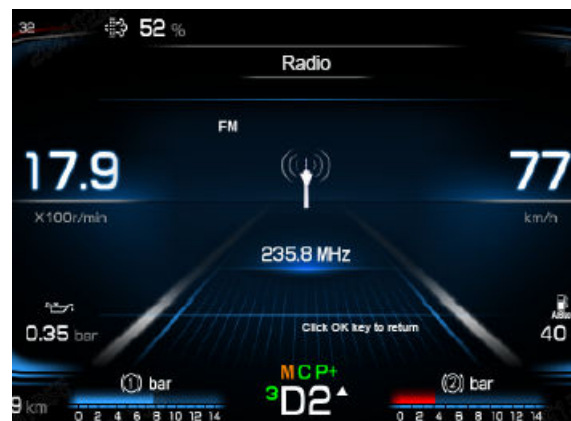 32
52 %
Radio
FM
17.9
X100r/min
77
km/h
235.8 MHz
0.35 bar
Click OK key to return
40
M C P+
(1) bar
3 D2
(2) bar
9 km
0 2 4 6 8 10 12 14
0 2 4 6 8 10 12 14